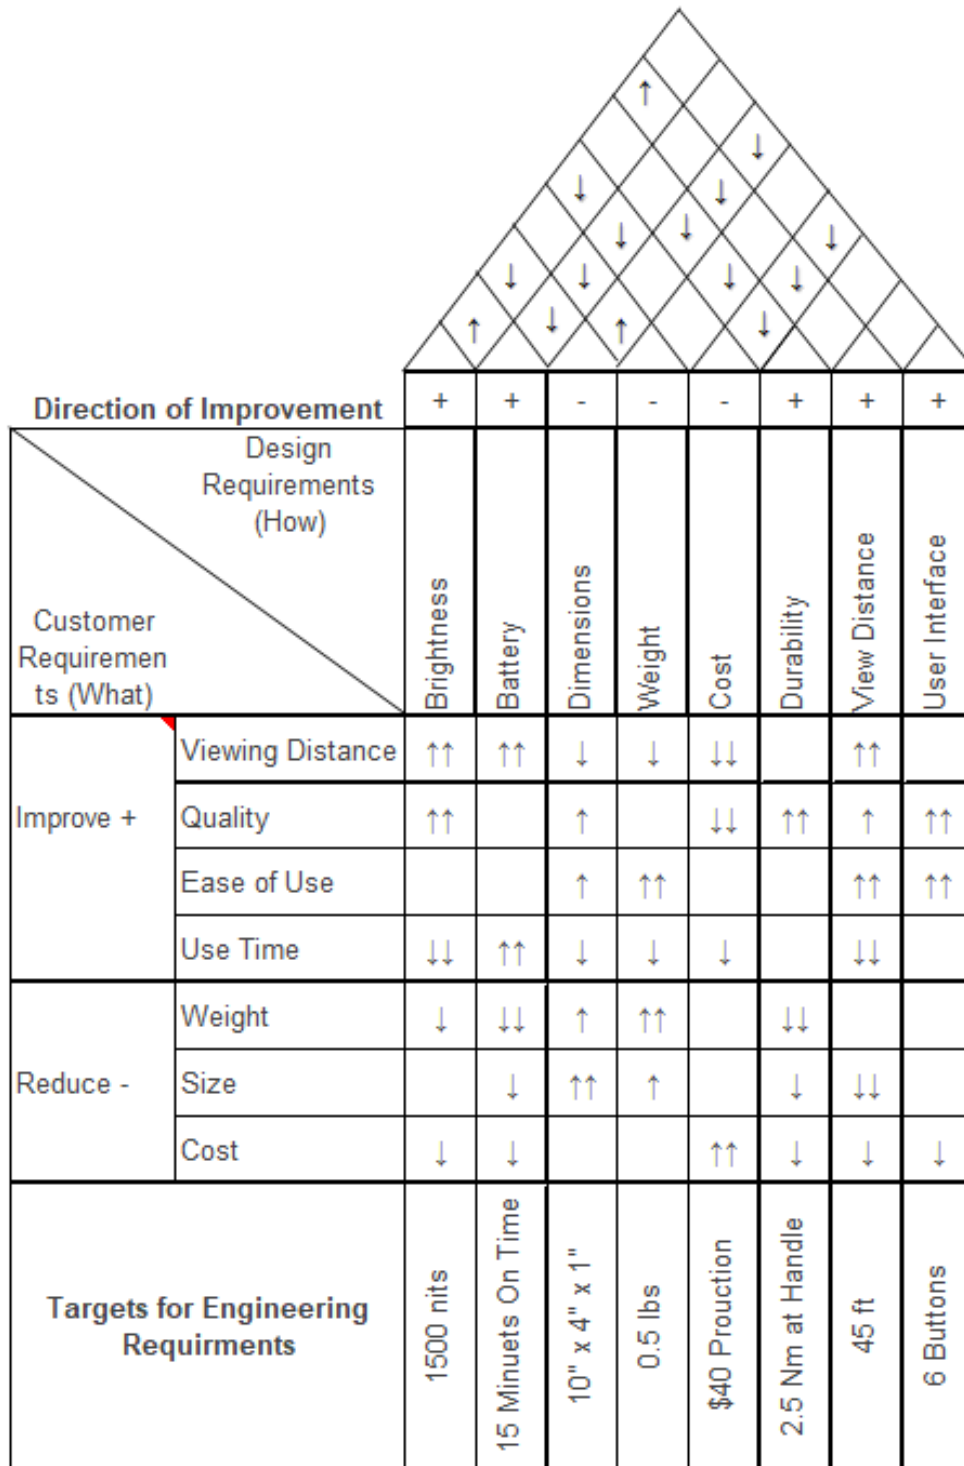 ↑
↓
↓ ↓
↓ ↓ ↓
↓ ↓ ↓ ↓
↑ ↓ ↑ ↓
Direction of Improvement + + - - - + + +
Design
Requirements
(How)
Customer
Requiremen
ts (What)
Brightness
Battery
Dimensions
Weight
Cost
Durability
View Distance
User Interface
Improve +
Viewing Distance ↑↑ ↑↑ ↓ ↓ ↓↓ ↑↑
Quality ↑↑ ↑ ↓↓ ↑↑ ↑ ↑↑
Ease of Use ↑ ↑↑ ↑↑ ↑↑
Use Time ↓↓ ↑↑ ↓ ↓ ↓ ↓↓
Reduce -
Weight ↓ ↓↓ ↑ ↑↑ ↓↓
Size ↓ ↑↑ ↑ ↓ ↓↓
Cost ↓ ↓ ↑↑ ↓ ↓ ↓
Targets for Engineering
Requirments
1500 nits
15 Minuets On Time
10" x 4" x 1"
0.5 lbs
$40 Prouction
2.5 Nm at Handle
45 ft
6 Buttons